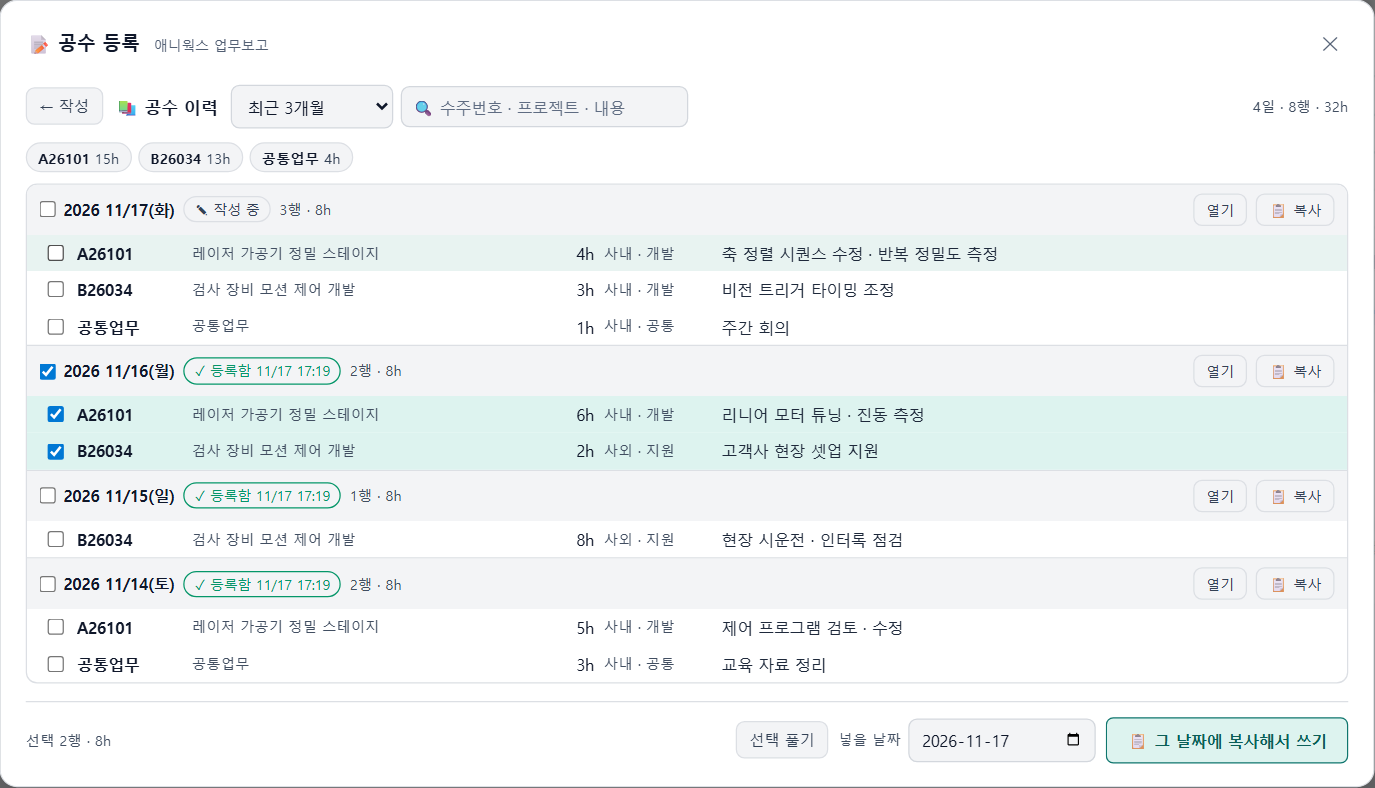 공수 등록 애니웍스 업무보고
← 작성 공수 이력 최근 3개월 수주번호 · 프로젝트 · 내용 4일 · 8행 · 32h
A26101 15h B26034 13h 공통업무 4h
2026 11/17(화) 작성 중 3행 · 8h 열기 복사
A26101 레이저 가공기 정밀 스테이지 4h 사내 · 개발 축 정렬 시퀀스 수정 · 반복 정밀도 측정
B26034 검사 장비 모션 제어 개발 3h 사내 · 개발 비전 트리거 타이밍 조정
공통업무 공통업무 1h 사내 · 공통 주간 회의
2026 11/16(월) ✓ 등록함 11/17 17:19 2행 · 8h 열기 복사
A26101 레이저 가공기 정밀 스테이지 6h 사내 · 개발 리니어 모터 튜닝 · 진동 측정
B26034 검사 장비 모션 제어 개발 2h 사외 · 지원 고객사 현장 셋업 지원
2026 11/15(일) ✓ 등록함 11/17 17:19 1행 · 8h 열기 복사
B26034 검사 장비 모션 제어 개발 8h 사외 · 지원 현장 시운전 · 인터록 점검
2026 11/14(토) ✓ 등록함 11/17 17:19 2행 · 8h 열기 복사
A26101 레이저 가공기 정밀 스테이지 5h 사내 · 개발 제어 프로그램 검토 · 수정
공통업무 공통업무 3h 사내 · 공통 교육 자료 정리
선택 2행 · 8h 선택 풀기 넣을 날짜 2026-11-17 그 날짜에 복사해서 쓰기